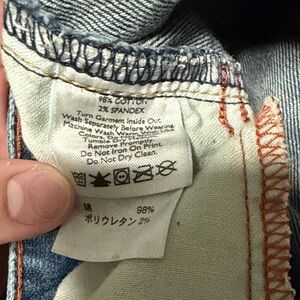 98% COTTON
2% SPANDEX
Turn Garment Inside Out
Wash Separately Before Wearing
Machine Wash Warm With Like
Colors,
Tumble Dry
Remove Promptly.
Do Not Iron On Print.
Do Not Dry Clean.
綿 98%
ポリウレタン 2%